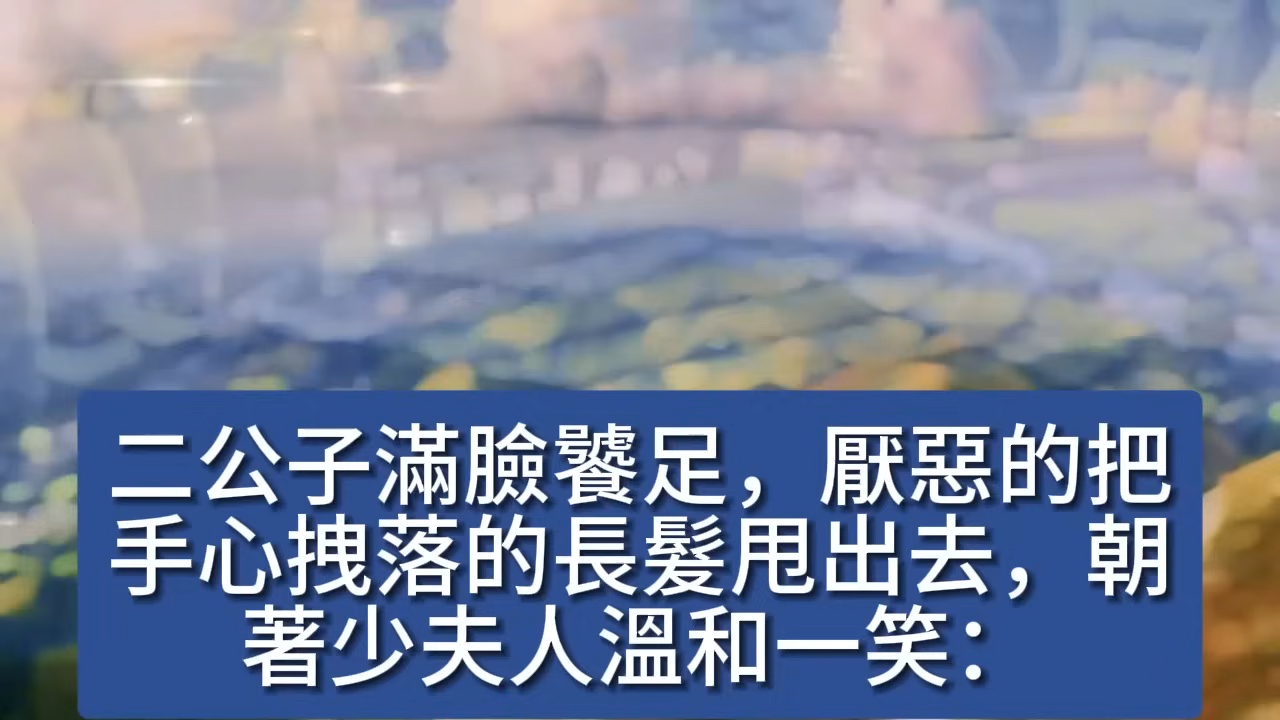 二公子滿臉饕足，厭惡的把
手心拽落的長髮甩出去，朝
著少夫人溫和一笑：